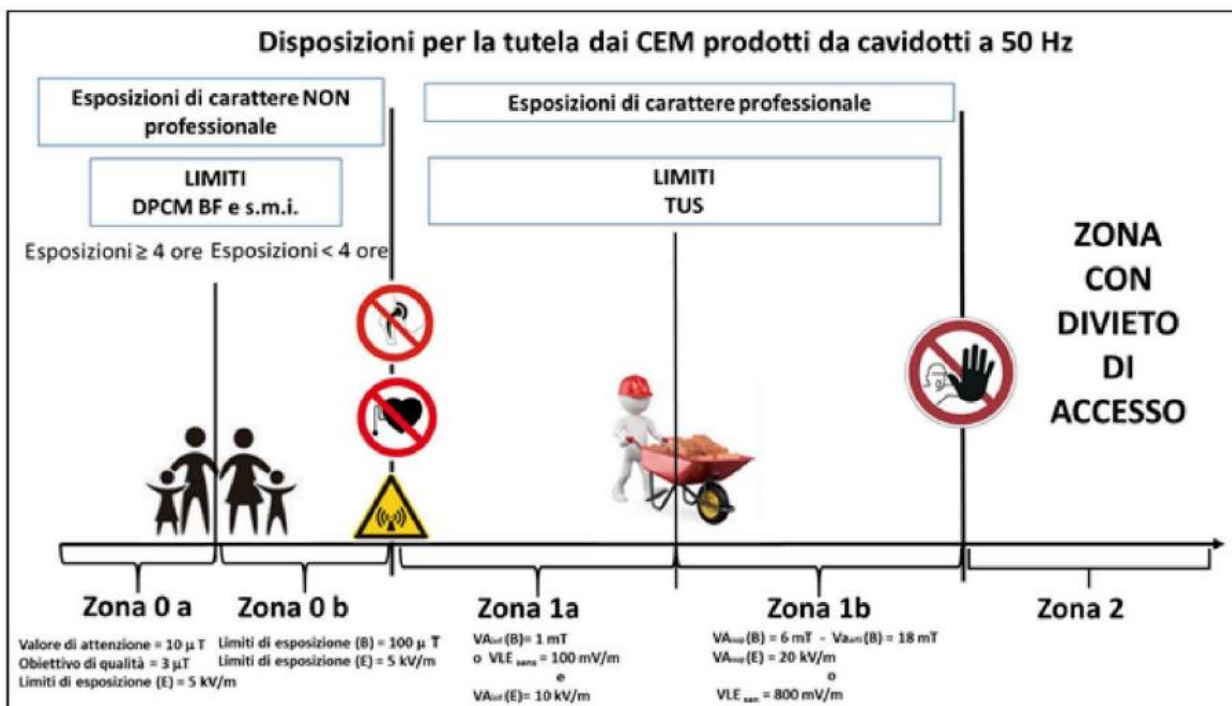 Disposizioni per la tutela dai CEM prodotti da cavidotti a 50 Hz
Esposizioni di carattere NON
professionale
LIMITI
DPCM BF e s.m.i.
Esposizioni ≥ 4 ore
Esposizioni < 4 ore
Esposizioni di carattere professionale
LIMITI
TUS
ZONA
CON
DIVIETO
DI
ACCESSO
Zona 0 a
Valore di attenzione = 10 µ T
Obiettivo di qualità = 3 µT
Limiti di esposizione (E) = 5 kV/m
Zona 0 b
Limiti di esposizione (B) = 100 µ T
Limiti di esposizione (E) = 5 kV/m
Zona 1a
VAinf (B)= 1 mT
o VLE sens = 100 mV/m
e
VAinf (E)= 10 kV/m
Zona 1b
VAsup (B) = 6 mT - Vaarti (B) = 18 mT
VAsup (E) = 20 kV/m
o
VLE san = 800 mV/m
Zona 2